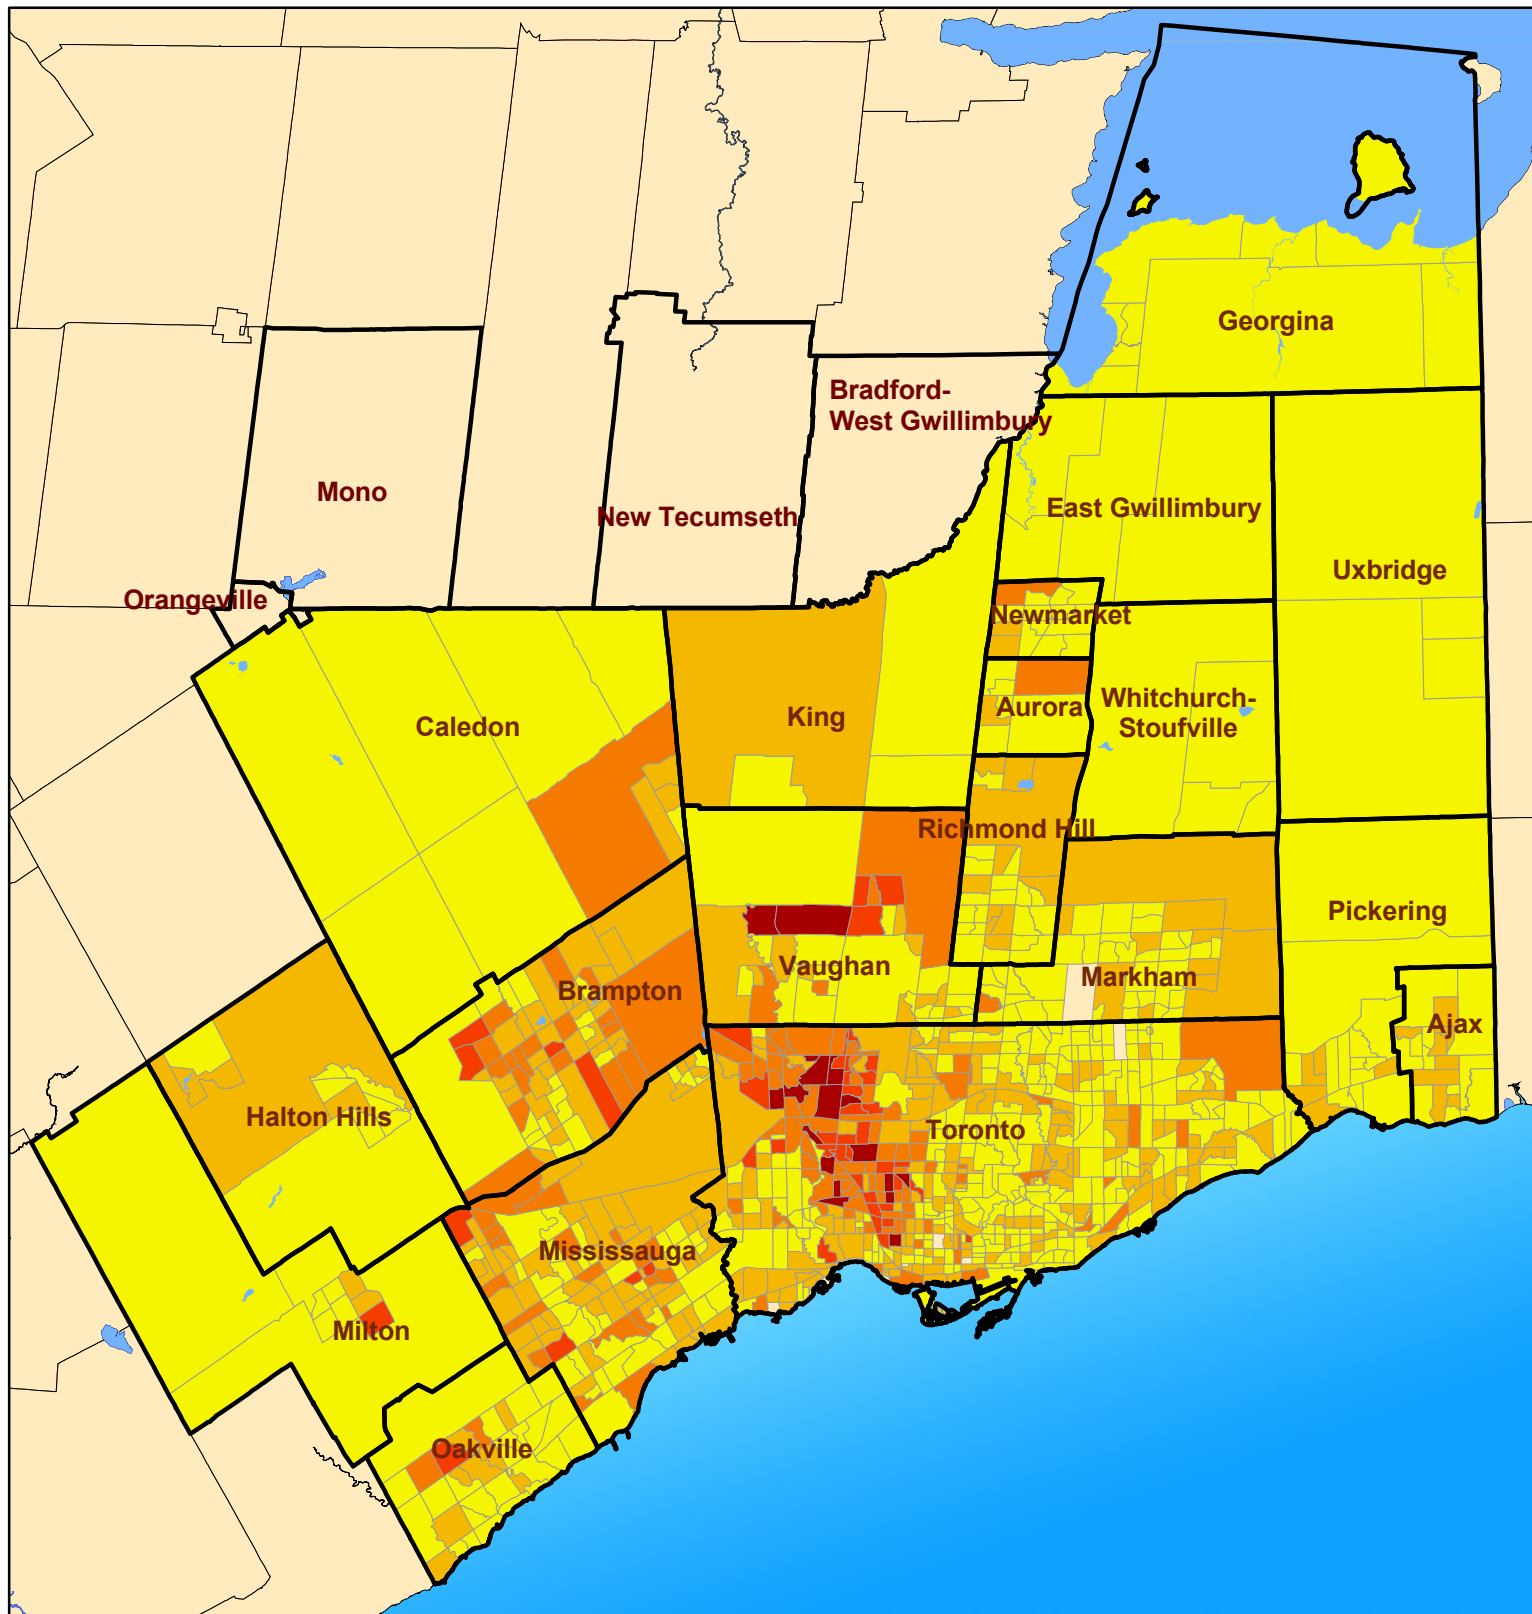 Georgina
Bradford-
West Gwillimbury
Mono
New Tecumseth
East Gwillimbury
Uxbridge
Orangeville
Newmarket
Caledon
King
Aurora
Whitchurch-
Stoufville
Richmond Hill
Pickering
Vaughan
Markham
Brampton
Ajax
Halton Hills
Toronto
Mississauga
Milton
Oakville